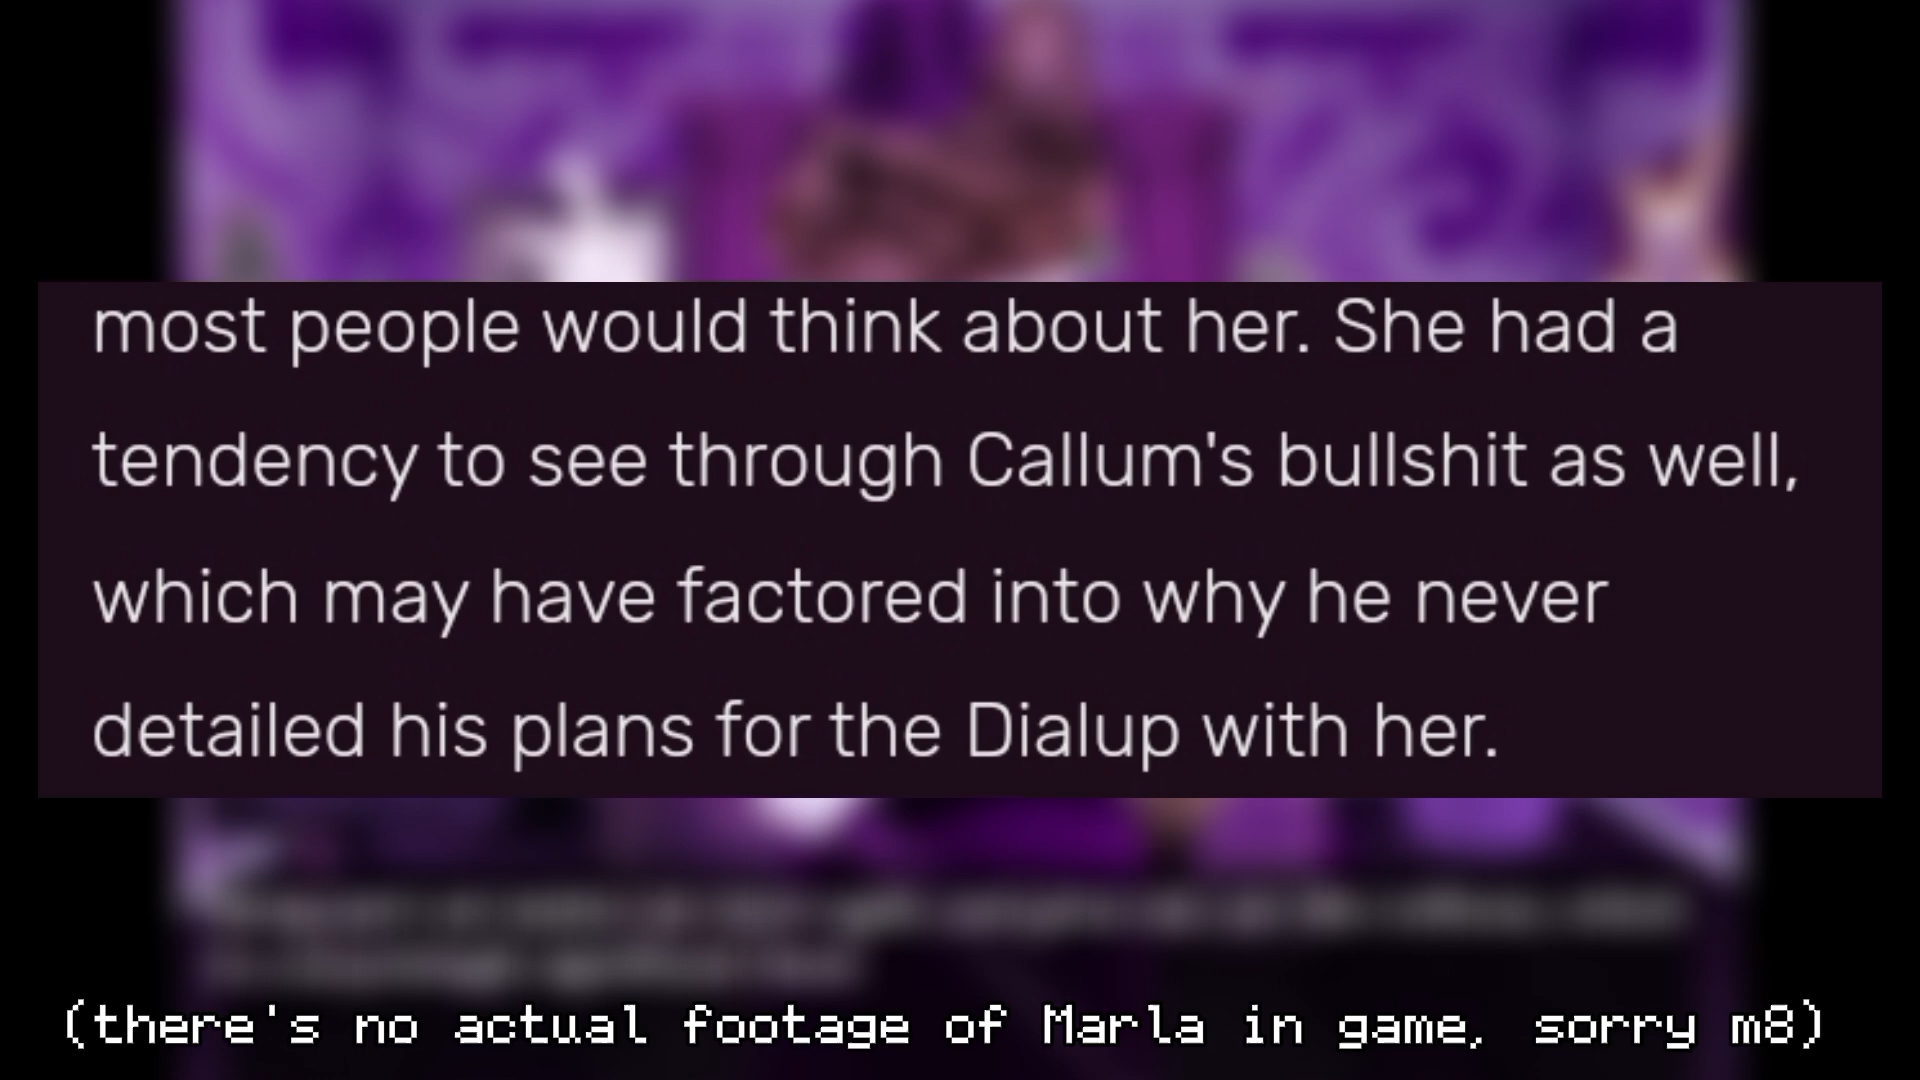 most people would think about her. She had a
tendency to see through Callum's bullshit as well,
which may have factored into why he never
detailed his plans for the Dialup with her.
(there's no actual footage of Marla in game, sorry m8)